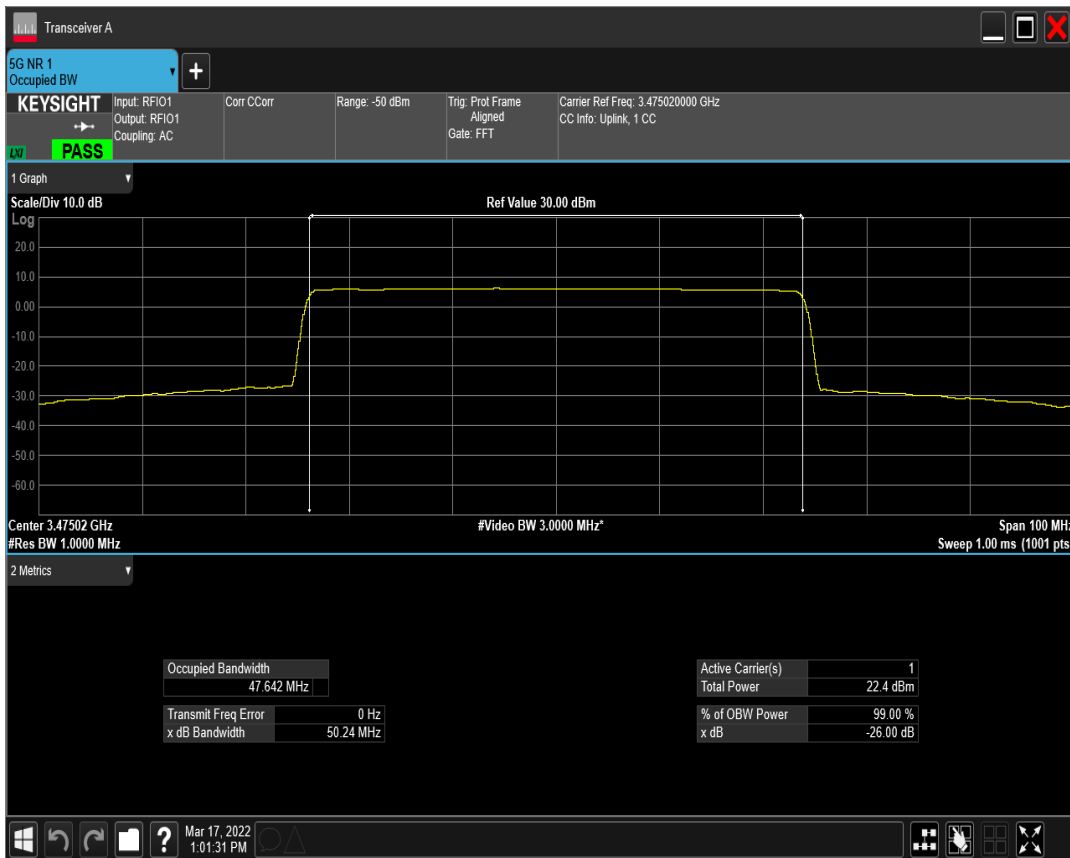 Transceiver A
5G NR 1
Occupied BW
+
KEYSIGHT
LXI
PASS
Input: RFIO1
Output: RFIO1
Coupling: AC
Corr CCorr
Range: -50 dBm
Trig: Prot Frame
Aligned
Gate: FFT
Carrier Ref Freq: 3.475020000 GHz
CC Info: Uplink, 1 CC
1 Graph
Scale/Div 10.0 dB
Ref Value 30.00 dBm
Log
20.0
10.0
0.00
-10.0
-20.0
-30.0
-40.0
-50.0
-60.0
Center 3.47502 GHz
#Video BW 3.0000 MHz*
Span 100 MHz
#Res BW 1.0000 MHz
Sweep 1.00 ms (1001 pts
2 Metrics
Occupied Bandwidth
47.642 MHz
Transmit Freq Error 0 Hz
x dB Bandwidth 50.24 MHz
Active Carrier(s) 1
Total Power 22.4 dBm
% of OBW Power 99.00 %
x dB -26.00 dB
?
Mar 17, 2022
1:01:31 PM